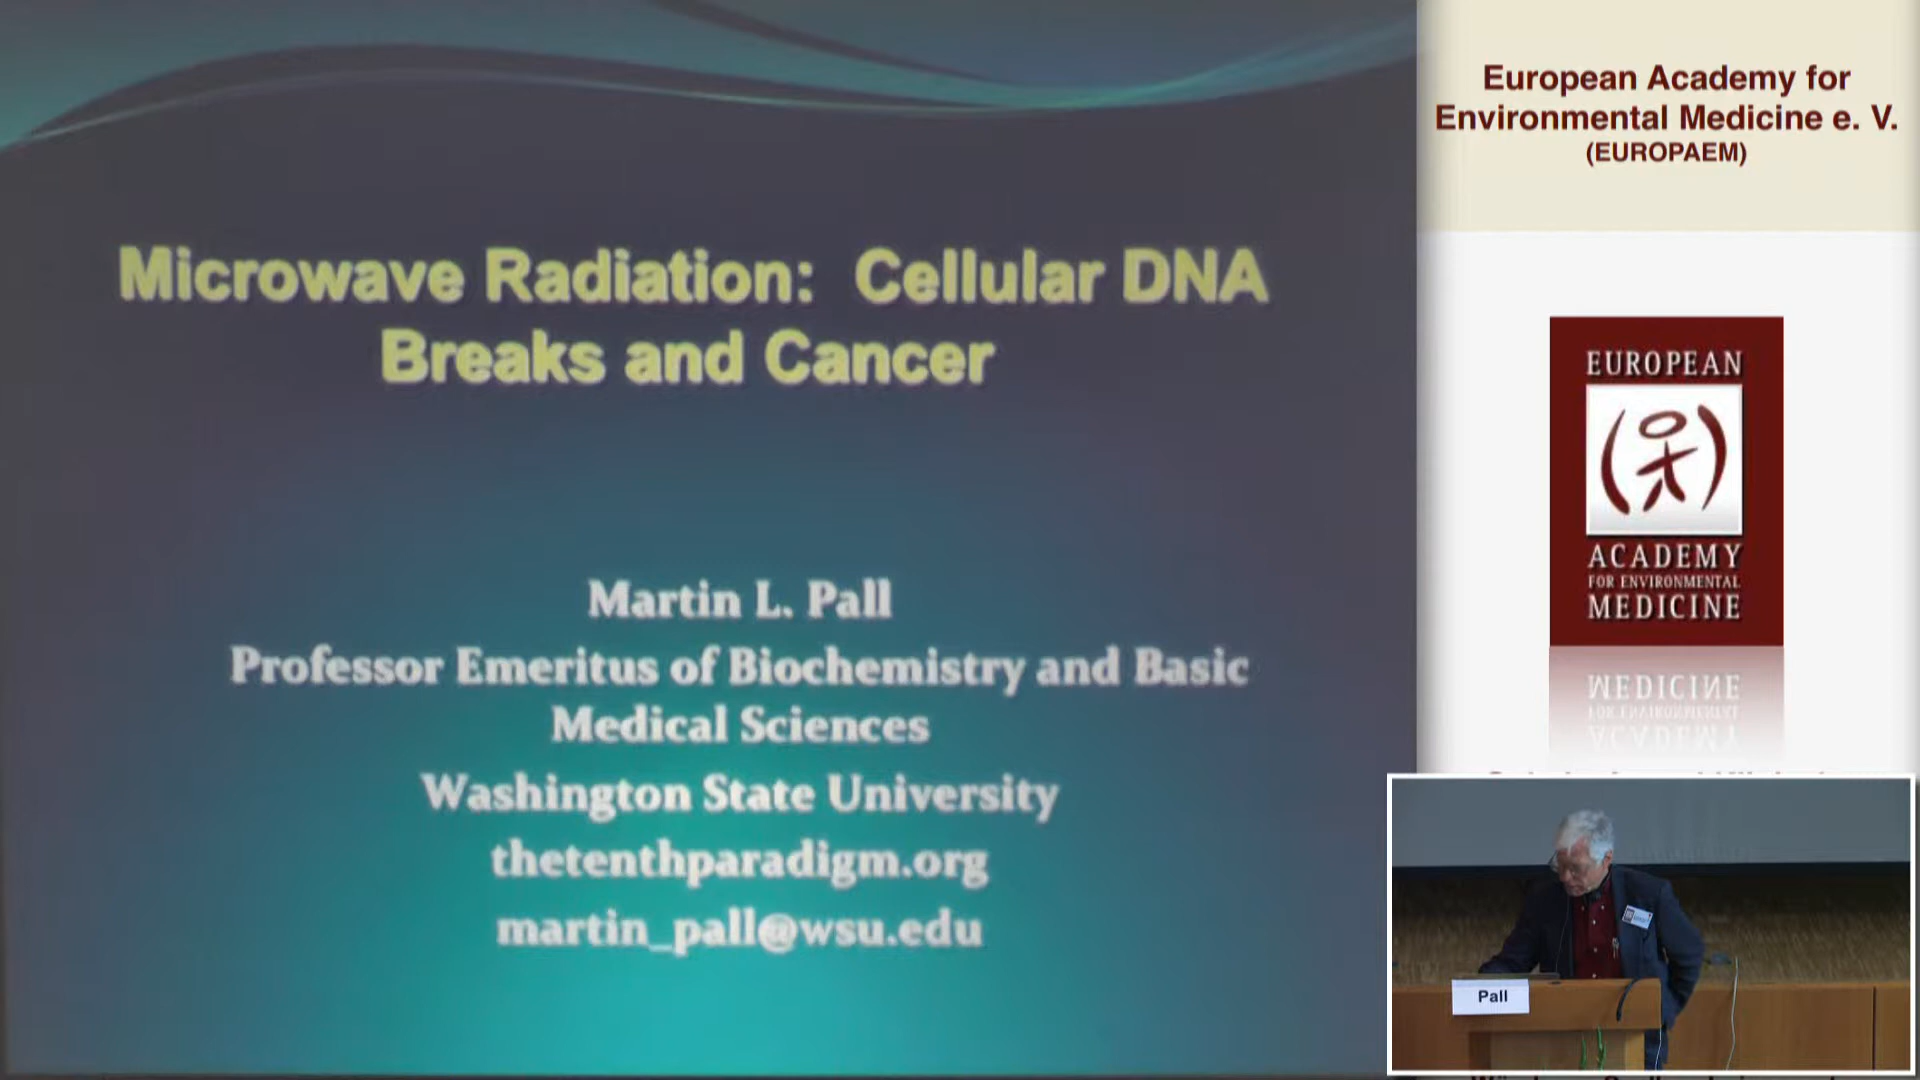 Microwave Radiation: Cellular DNA
Breaks and Cancer
Martin L. Pall
Professor Emeritus of Biochemistry and Basic
Medical Sciences
Washington State University
thetenthparadigm.org
martin_pall@wsu.edu
European Academy for
Environmental Medicine e. V.
(EUROPAEM)
EUROPEAN
ACADEMY
FOR ENVIRONMENTAL
MEDICINE
Pall